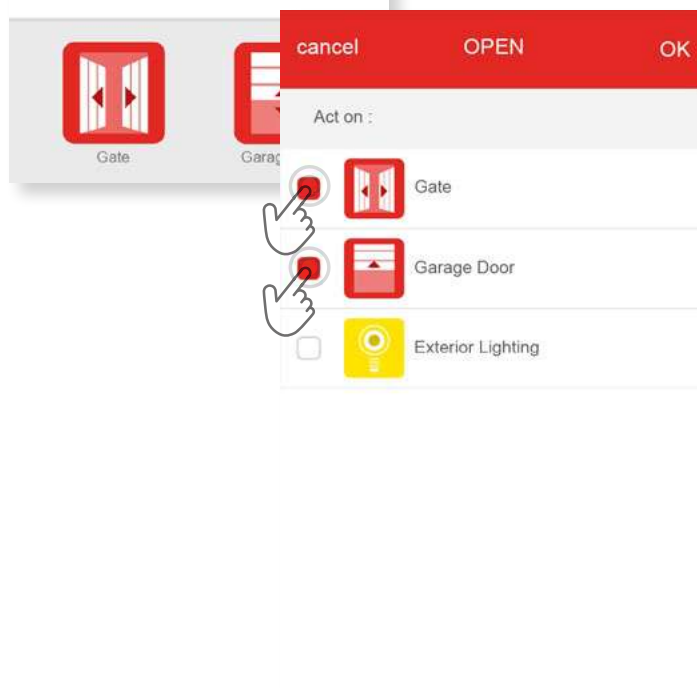 Gate
cancel OPEN OK
Act on :
Gate
Garage Door
Exterior Lighting